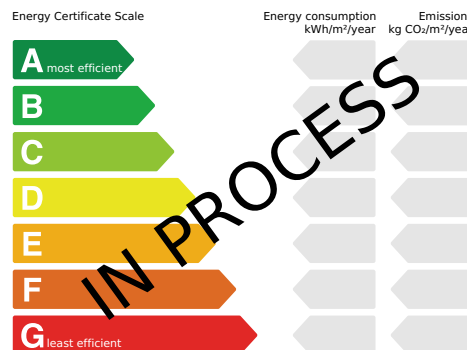 Energy Certificate Scale
Energy consumption
kWh/m²/year
Emission
kg CO₂/m²/year
A most efficient
B
C
D
E
F
G least efficient
IN PROCESS